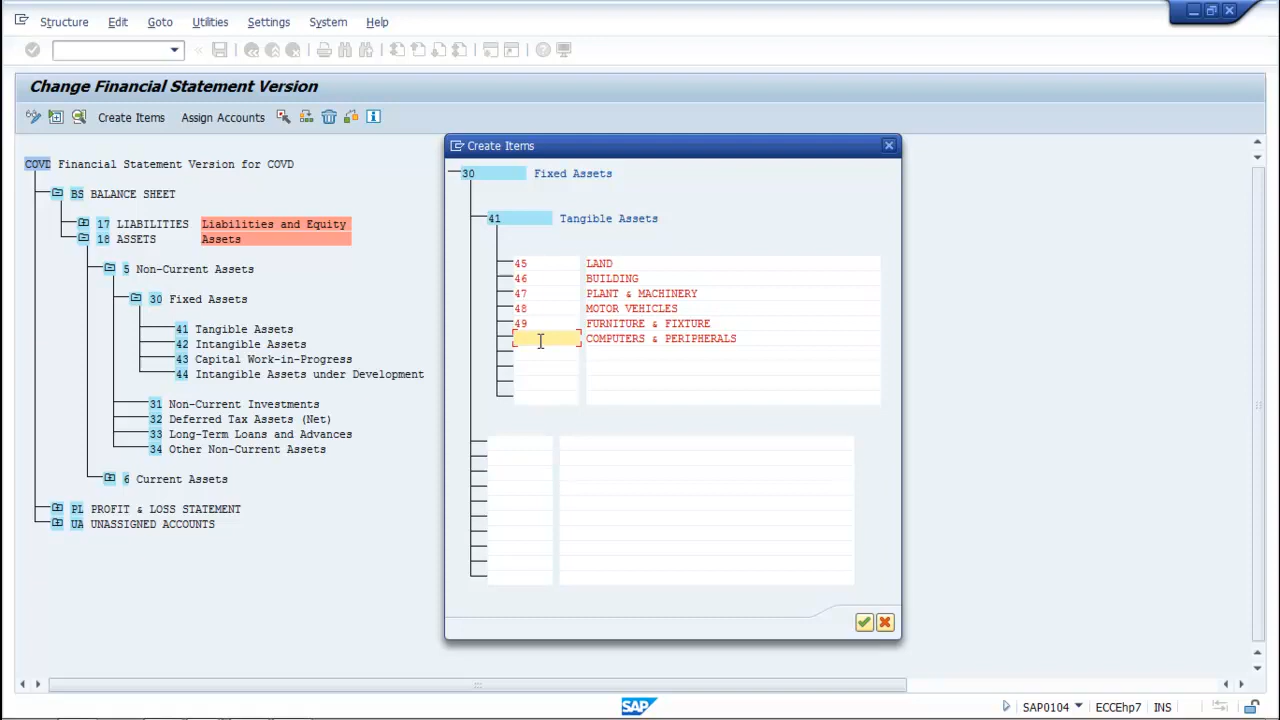 Structure Edit Goto Utilities Settings System Help
Change Financial Statement Version
Create Items Assign Accounts
COVD Financial Statement Version for COVD
BS BALANCE SHEET
17 LIABILITIES Liabilities and Equity
18 ASSETS Assets
5 Non-Current Assets
30 Fixed Assets
41 Tangible Assets
42 Intangible Assets
43 Capital Work-in-Progress
44 Intangible Assets under Development
31 Non-Current Investments
32 Deferred Tax Assets (Net)
33 Long-Term Loans and Advances
34 Other Non-Current Assets
6 Current Assets
PL PROFIT & LOSS STATEMENT
UA UNASSIGNED ACCOUNTS
Create Items
30 Fixed Assets
41 Tangible Assets
45 LAND
46 BUILDING
47 PLANT & MACHINERY
48 MOTOR VEHICLES
49 FURNITURE & FIXTURE
COMPUTERS & PERIPHERALS
SAP
SAP0104 ECCEhp7 INS